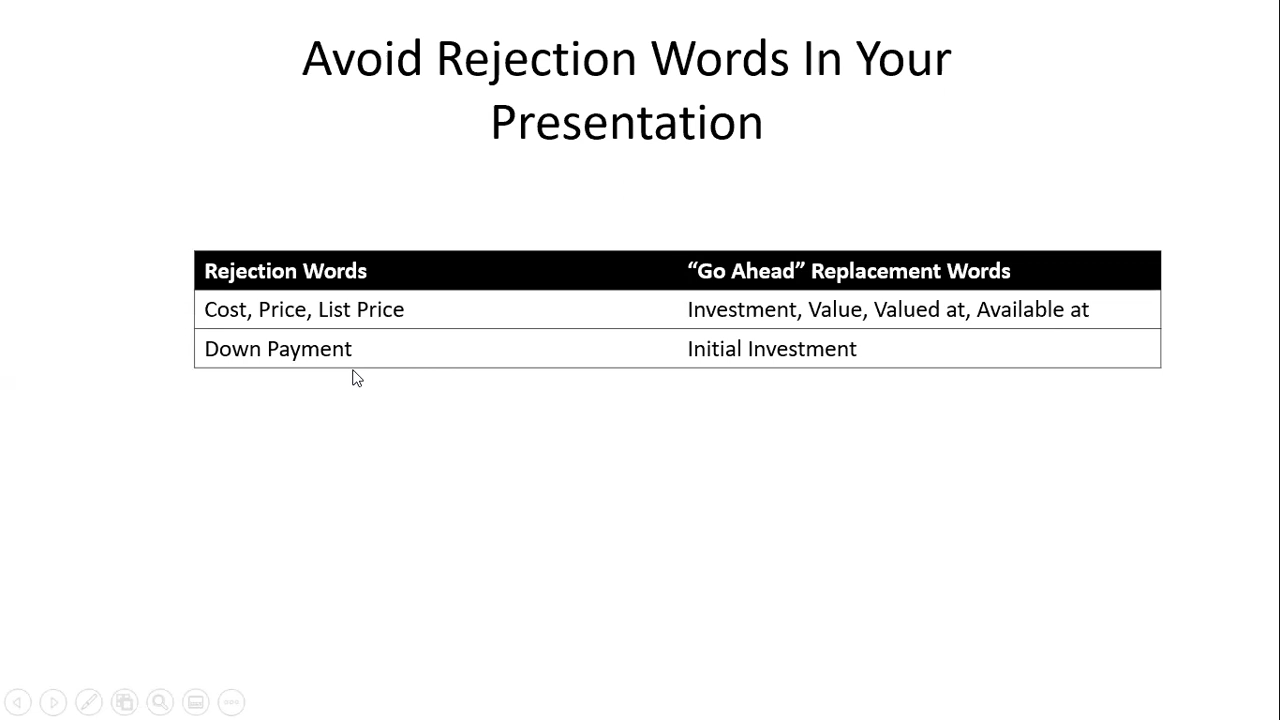 Avoid Rejection Words In Your
Presentation
Rejection Words “Go Ahead” Replacement Words
Cost, Price, List Price Investment, Value, Valued at, Available at
Down Payment Initial Investment